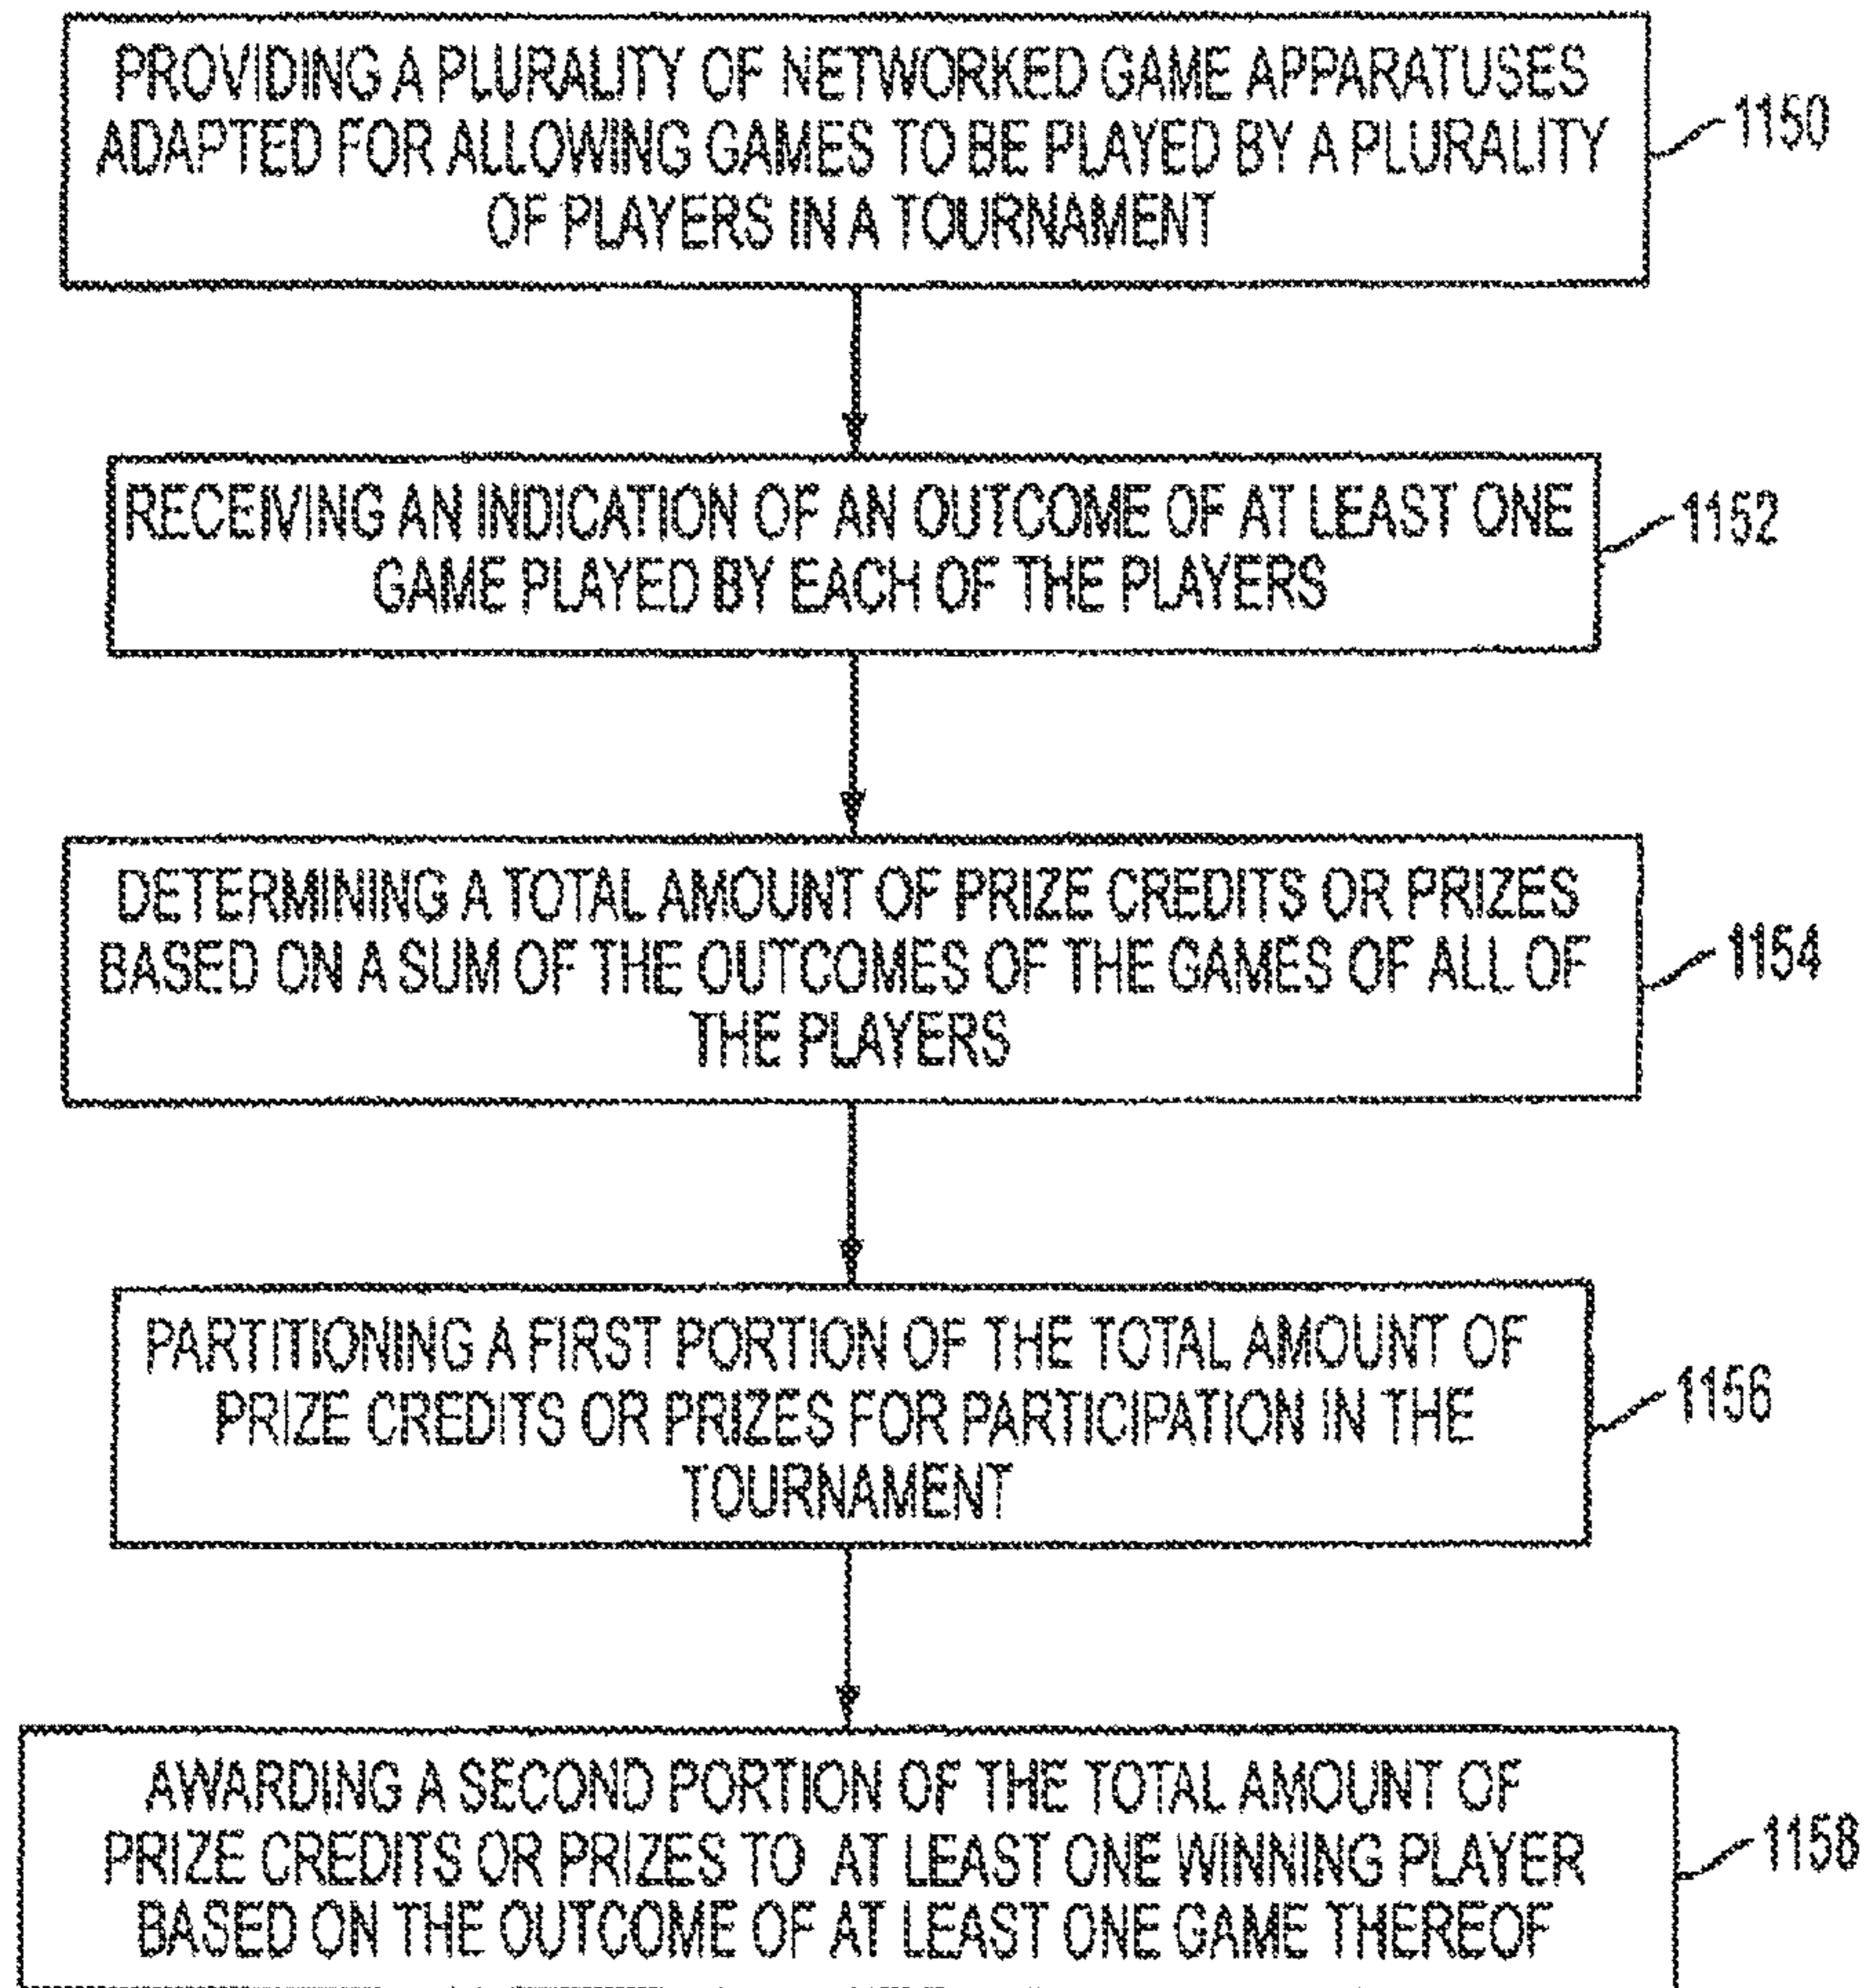 PROVIDING A PLURALITY OF NETWORKED GAME APPARATUSES
ADAPTED FOR ALLOWING GAMES TO BE PLAYED BY A PLURALITY
OF PLAYERS IN A TOURNAMENT
1150
RECEIVING AN INDICATION OF AN OUTCOME OF AT LEAST ONE
GAME PLAYED BY EACH OF THE PLAYERS
1152
DETERMINING A TOTAL AMOUNT OF PRIZE CREDITS OR PRIZES
BASED ON A SUM OF THE OUTCOMES OF THE GAMES OF ALL OF
THE PLAYERS
1154
PARTITIONING A FIRST PORTION OF THE TOTAL AMOUNT OF
PRIZE CREDITS OR PRIZES FOR PARTICIPATION IN THE
TOURNAMENT
1156
AWARDING A SECOND PORTION OF THE TOTAL AMOUNT OF
PRIZE CREDITS OR PRIZES TO AT LEAST ONE WINNING PLAYER
BASED ON THE OUTCOME OF AT LEAST ONE GAME THEREOF
1158